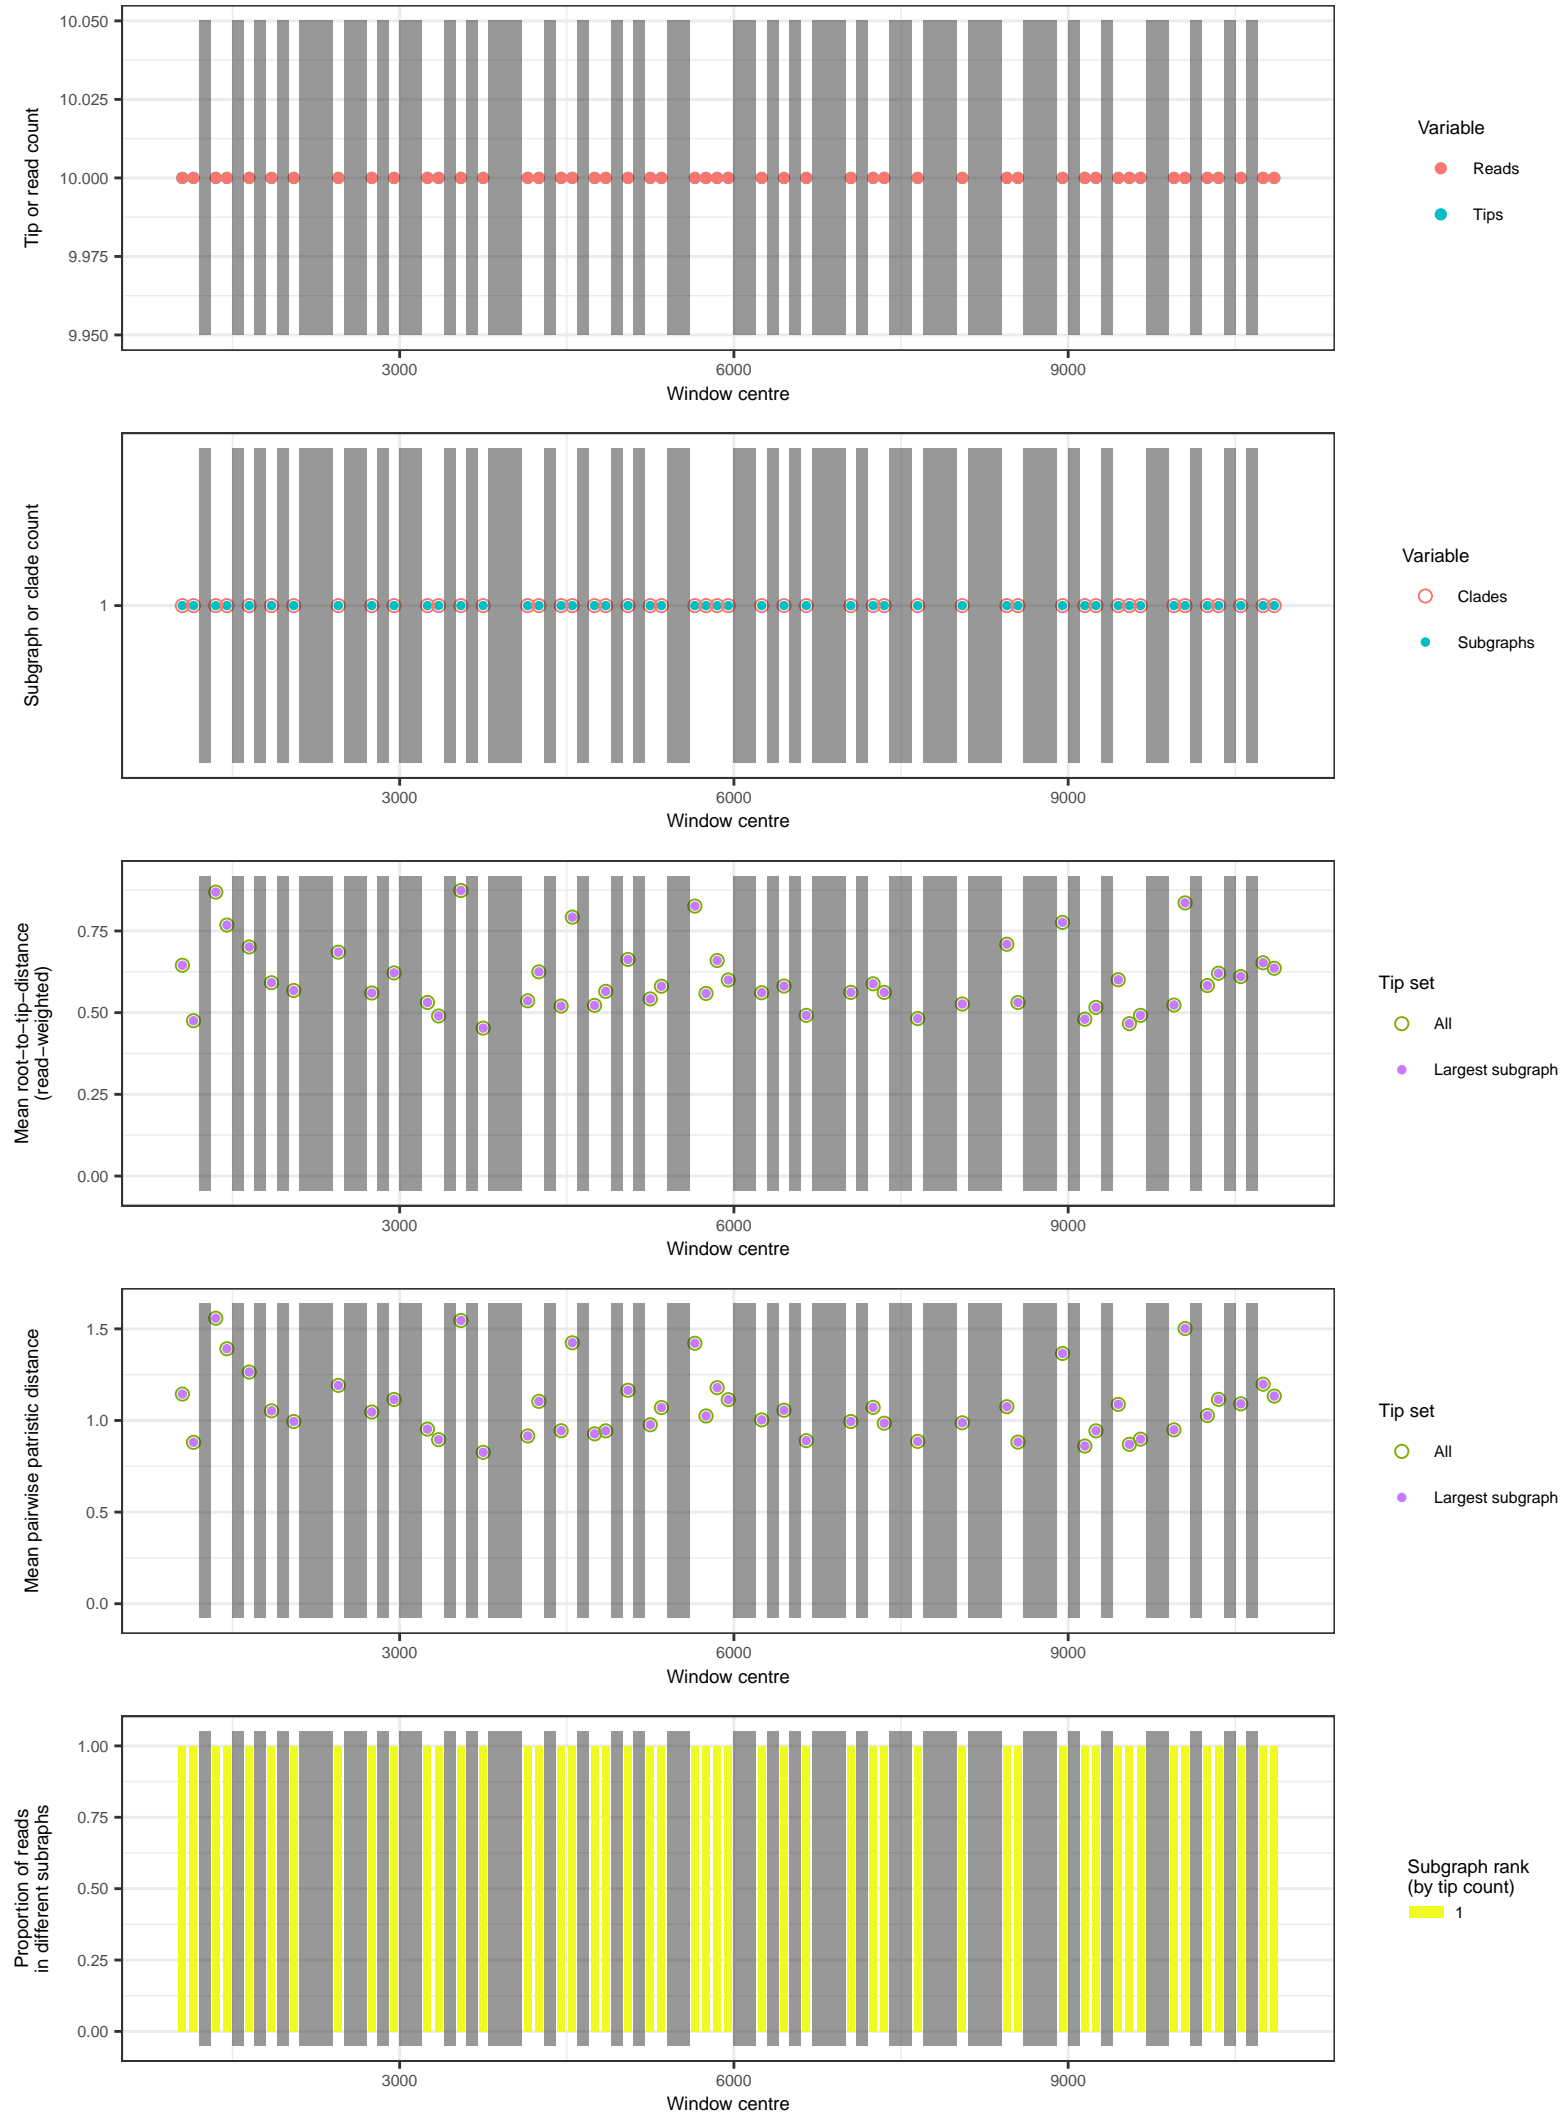 10.050
10.025
10.000
9.975
9.950
Tip or read count
3000
6000
9000
Window centre
Variable
Reads
Tips
1
Subgraph or clade count
3000
6000
9000
Window centre
Variable
Clades
Subgraphs
0.75
0.50
0.25
0.00
Mean root−to−tip−distance
(read−weighted)
3000
6000
9000
Window centre
Tip set
All
Largest subgraph
1.5
1.0
0.5
0.0
Mean pairwise patristic distance
3000
6000
9000
Window centre
Tip set
All
Largest subgraph
1.00
0.75
0.50
0.25
0.00
Proportion of reads
in different subraphs
3000
6000
9000
Window centre
Subgraph rank
(by tip count)
1